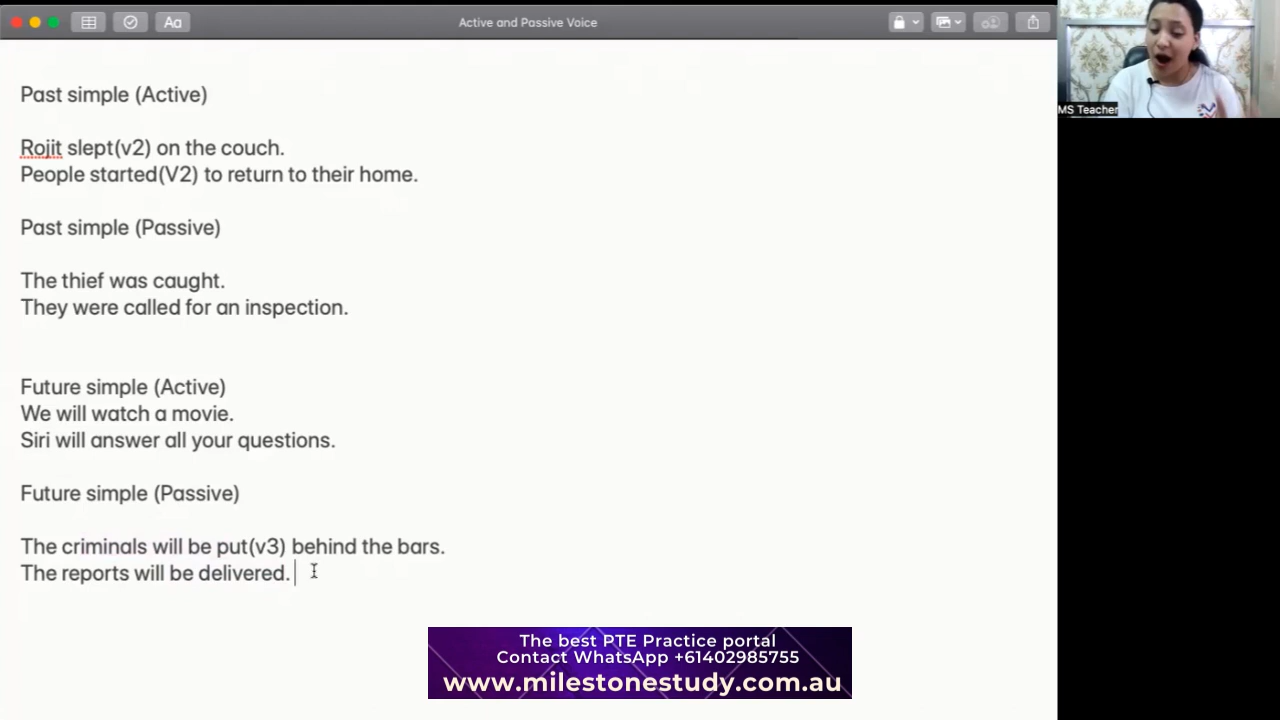 Aa
Active and Passive Voice
MS Teacher
Past simple (Active)
Rojit slept(v2) on the couch.
People started(V2) to return to their home.
Past simple (Passive)
The thief was caught.
They were called for an inspection.
Future simple (Active)
We will watch a movie.
Siri will answer all your questions.
Future simple (Passive)
The criminals will be put(v3) behind the bars.
The reports will be delivered.
The best PTE Practice portal
Contact WhatsApp +61402985755
www.milestonestudy.com.au